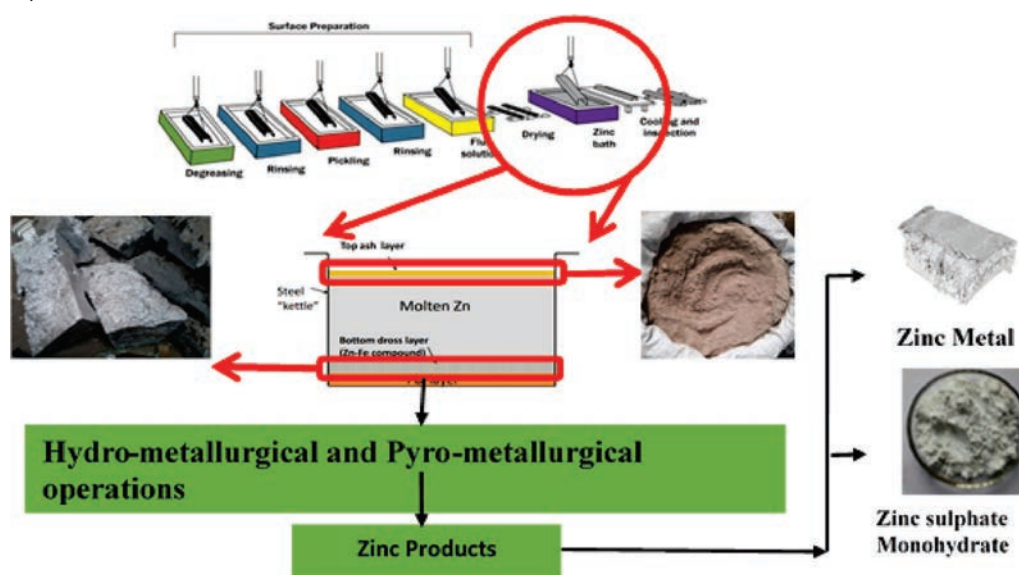 Surface Preparation
Degreasing
Rinsing
Pickling
Rinsing
Drying
Zinc
bath
Cooling and
inspection
Top ash layer
Steel
"kettle"
Molten Zn
Bottom dross layer
(Zn-Fe compound)
layer
Zinc Metal
Hydro-metallurgical and Pyro-metallurgical
operations
Zinc Products
Zinc sulphate
Monohydrate